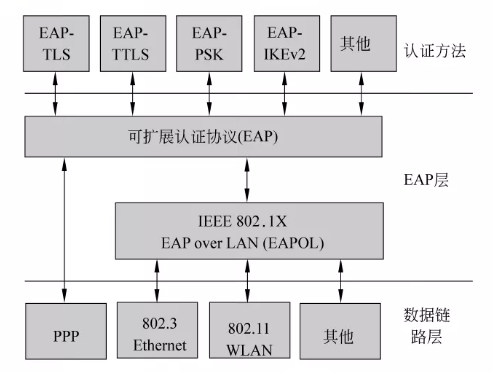 EAP-
TLS
EAP-
TTLS
EAP-
PSK
EAP-
IKEv2
其他
认证方法
可扩展认证协议(EAP)
EAP层
IEEE 802.1X
EAP over LAN (EAPOL)
PPP
802.3
Ethernet
802.11
WLAN
其他
数据链
路层